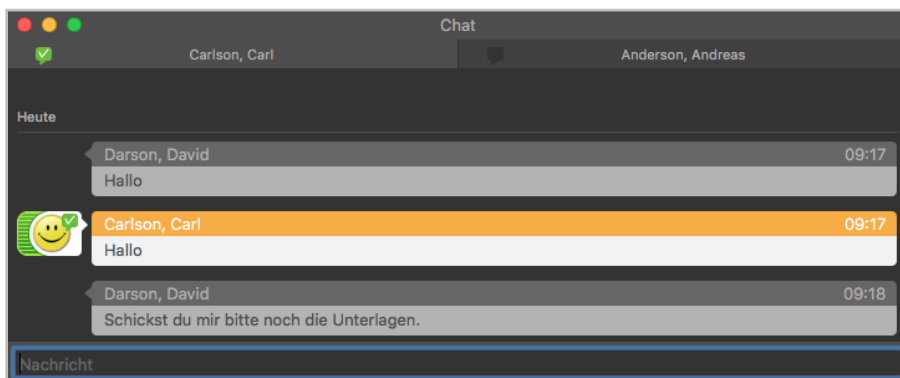 Chat
Carlson, Carl
Anderson, Andreas
Heute
Darson, David 09:17
Hallo
Carlson, Carl 09:17
Hallo
Darson, David 09:18
Schickst du mir bitte noch die Unterlagen.
Nachricht